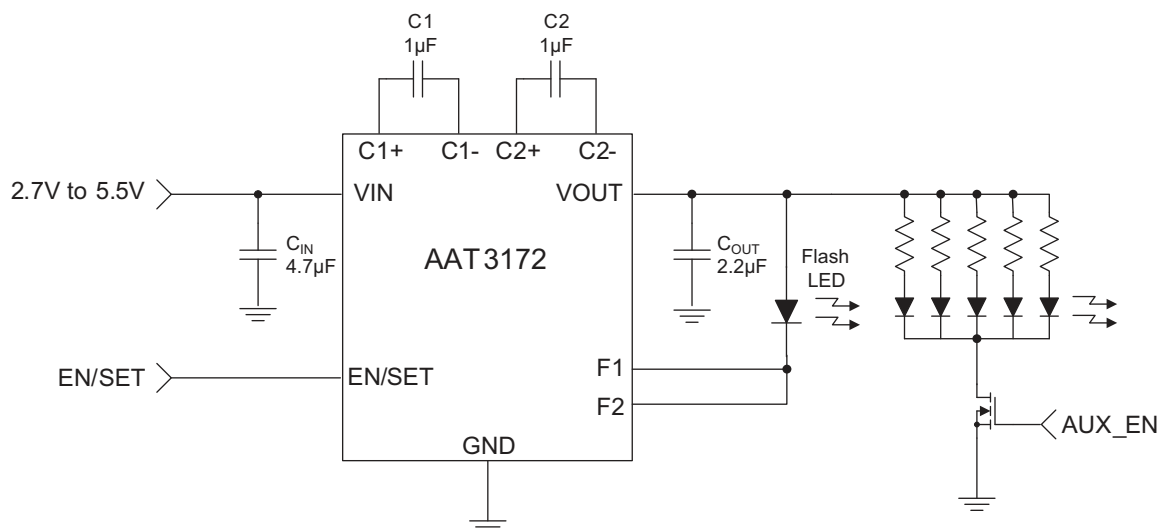 C1
1µF
C2
1µF
C1+ C1- C2+ C2-
2.7V to 5.5V
VIN
VOUT
CIN
4.7µF
AAT3172
COUT
2.2µF
Flash
LED
EN/SET
EN/SET
F1
F2
GND
AUX_EN